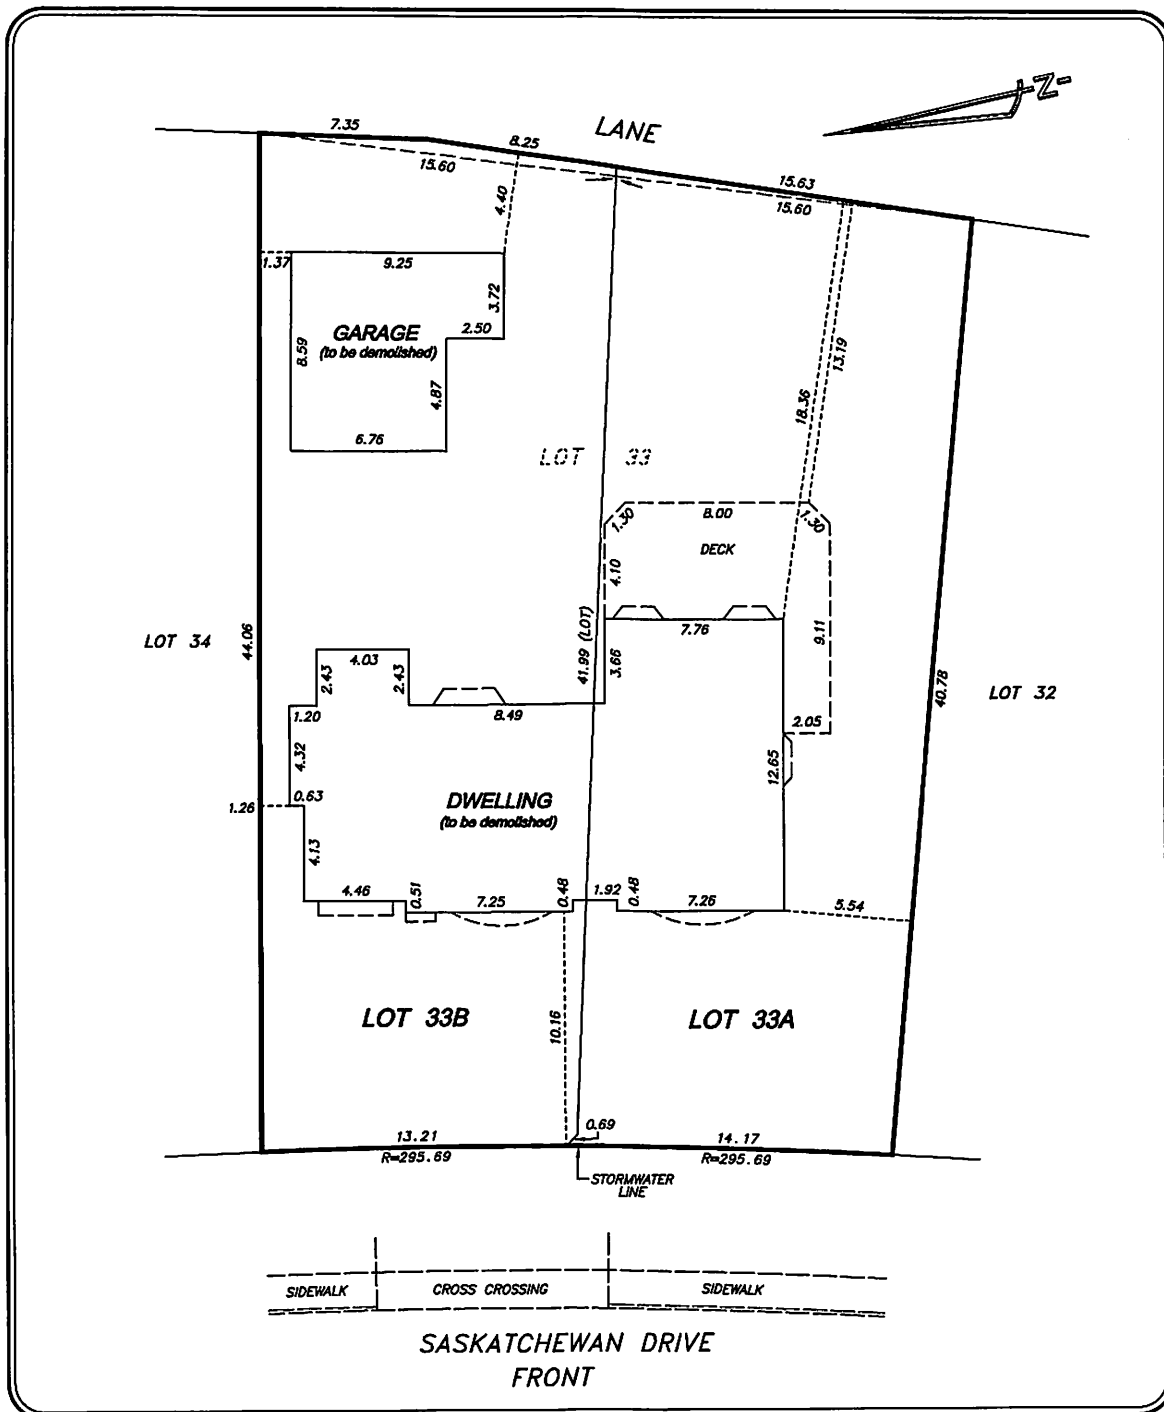 -Z-
LANE
7.35
8.25
15.60
15.63
15.60
4.40
1.37
9.25
3.72
2.50
GARAGE
(to be demolished)
8.59
4.87
6.76
13.19
18.36
LOT 33
1.30
8.00
1.30
DECK
4.10
9.11
LOT 34
44.06
41.99 (LOT)
7.76
3.66
4.03
2.43
2.43
40.78
LOT 32
1.20
8.49
2.05
4.32
12.65
0.63
1.26
DWELLING
(to be demolished)
4.13
4.46
0.51
7.25
0.48
1.92
0.48
7.26
5.54
LOT 33B
10.16
LOT 33A
0.69
13.21
R=295.69
14.17
R=295.69
STORMWATER
LINE
SIDEWALK
CROSS CROSSING
SIDEWALK
SASKATCHEWAN DRIVE
FRONT